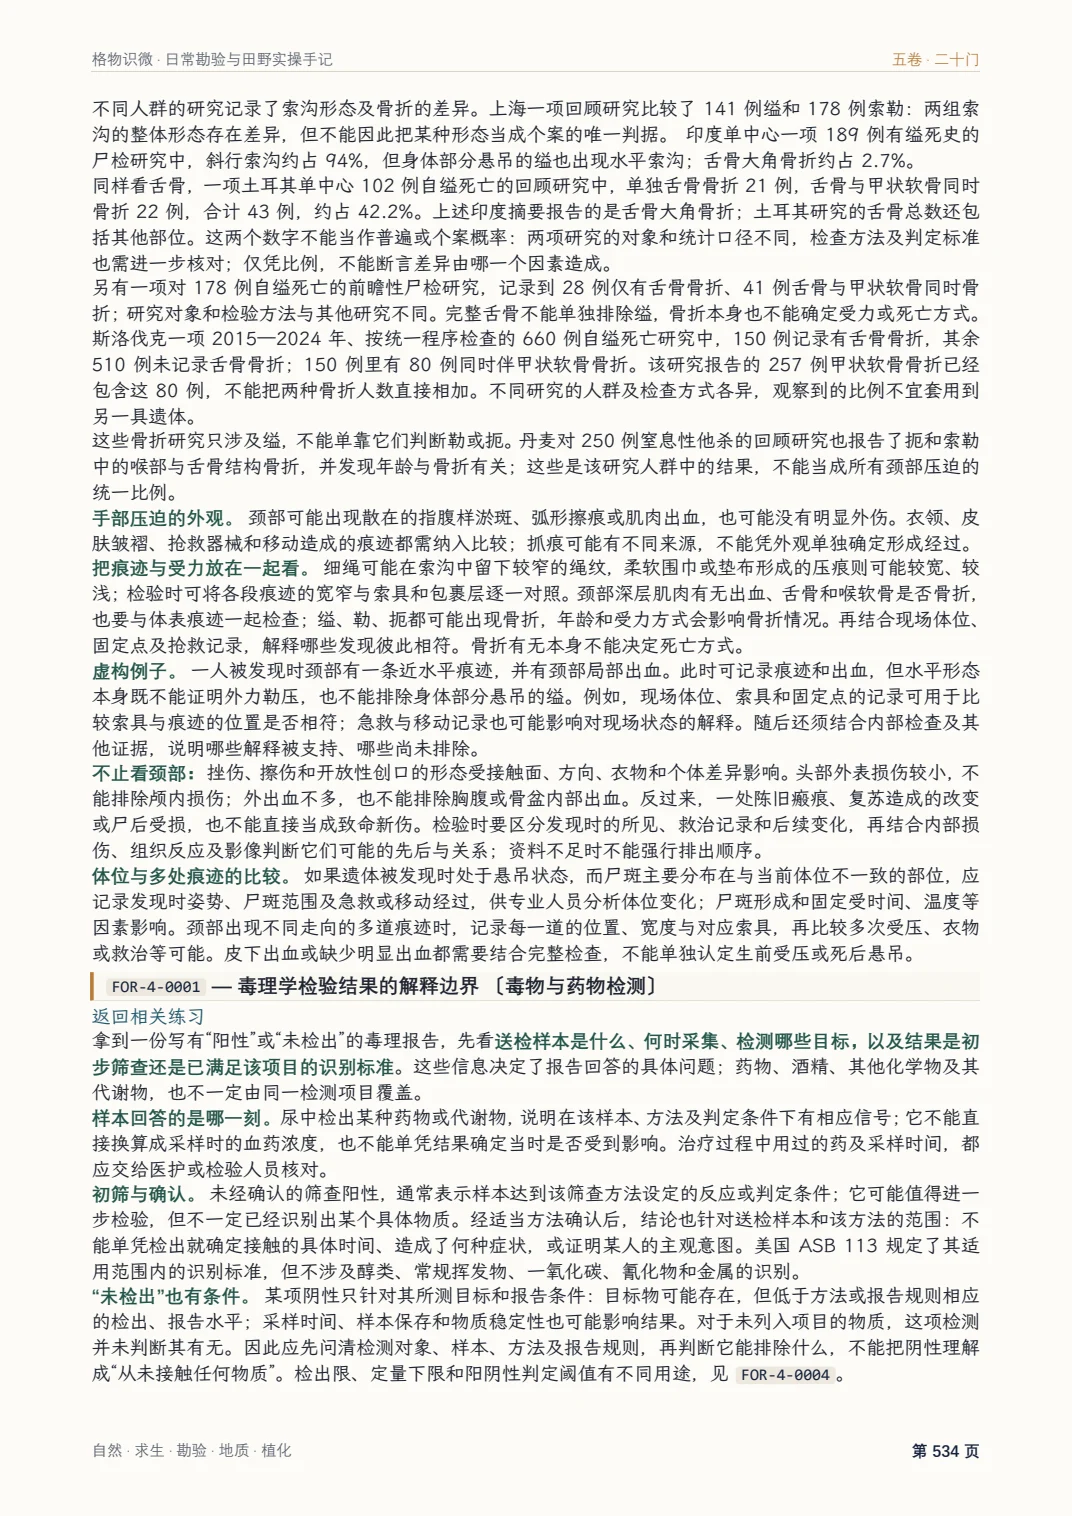 格物识微 · 日常勘验与田野实操手记
五卷 · 二十门
不同人群的研究记录了索沟形态及骨折的差异。上海一项回顾研究比较了 141 例缢和 178 例索勒：两组索
沟的整体形态存在差异，但不能因此把某种形态当成个案的唯一判据。 印度单中心一项 189 例有缢死史的
尸检研究中，斜行索沟约占 94%，但身体部分悬吊的缢也出现水平索沟；舌骨大角骨折约占 2.7%。
同样看舌骨，一项土耳其单中心 102 例自缢死亡的回顾研究中，单独舌骨骨折 21 例，舌骨与甲状软骨同时
骨折 22 例，合计 43 例，约占 42.2%。上述印度摘要报告的是舌骨大角骨折；土耳其研究的舌骨总数还包
括其他部位。这两个数字不能当作普遍或个案概率：两项研究的对象和统计口径不同，检查方法及判定标准
也需进一步核对；仅凭比例，不能断言差异由哪一个因素造成。
另有一项对 178 例自缢死亡的前瞻性尸检研究，记录到 28 例仅有舌骨骨折、41 例舌骨与甲状软骨同时骨
折；研究对象和检验方法与其他研究不同。完整舌骨不能单独排除缢，骨折本身也不能确定受力或死亡方式。
斯洛伐克一项 2015—2024 年、按统一程序检查的 660 例自缢死亡研究中，150 例记录有舌骨骨折，其余
510 例未记录舌骨骨折；150 例里有 80 例同时伴甲状软骨骨折。该研究报告的 257 例甲状软骨骨折已经
包含这 80 例，不能把两种骨折人数直接相加。不同研究的人群及检查方式各异，观察到的比例不宜套用到
另一具遗体。
这些骨折研究只涉及缢，不能单靠它们判断勒或扼。丹麦对 250 例窒息性他杀的回顾研究也报告了扼和索勒
中的喉部与舌骨结构骨折，并发现年龄与骨折有关；这些是该研究人群中的结果，不能当成所有颈部压迫的
统一比例。
手部压迫的外观。 颈部可能出现散在的指腹样淤斑、弧形擦痕或肌肉出血，也可能没有明显外伤。衣领、皮
肤皱褶、抢救器械和移动造成的痕迹都需纳入比较；抓痕可能有不同来源，不能凭外观单独确定形成经过。
把痕迹与受力放在一起看。 细绳可能在索沟中留下较窄的绳纹，柔软围巾或垫布形成的压痕则可能较宽、较
浅；检验时可将各段痕迹的宽窄与索具和包裹层逐一对照。颈部深层肌肉有无出血、舌骨和喉软骨是否骨折，
也要与体表痕迹一起检查；缢、勒、扼都可能出现骨折，年龄和受力方式会影响骨折情况。再结合现场体位、
固定点及抢救记录，解释哪些发现彼此相符。骨折有无本身不能决定死亡方式。
虚构例子。 一人被发现时颈部有一条近水平痕迹，并有颈部局部出血。此时可记录痕迹和出血，但水平形态
本身既不能证明外力勒压，也不能排除身体部分悬吊的缢。例如，现场体位、索具和固定点的记录可用于比
较索具与痕迹的位置是否相符；急救与移动记录也可能影响对现场状态的解释。随后还须结合内部检查及其
他证据，说明哪些解释被支持、哪些尚未排除。
不止看颈部：挫伤、擦伤和开放性创口的形态受接触面、方向、衣物和个体差异影响。头部外表损伤较小，不
能排除颅内损伤；外出血不多，也不能排除胸腹或骨盆内部出血。反过来，一处陈旧瘢痕、复苏造成的改变
或尸后受损，也不能直接当成致命新伤。检验时要区分发现时的所见、救治记录和后续变化，再结合内部损
伤、组织反应及影像判断它们可能的先后与关系；资料不足时不能强行排出顺序。
体位与多处痕迹的比较。 如果遗体被发现时处于悬吊状态，而尸斑主要分布在与当前体位不一致的部位，应
记录发现时姿势、尸斑范围及急救或移动经过，供专业人员分析体位变化；尸斑形成和固定受时间、温度等
因素影响。颈部出现不同走向的多道痕迹时，记录每一道的位置、宽度与对应索具，再比较多次受压、衣物
或救治等可能。皮下出血或缺少明显出血都需要结合完整检查，不能单独认定生前受压或死后悬吊。
FOR-4-0001 — 毒理学检验结果的解释边界 〔毒物与药物检测〕
返回相关练习
拿到一份写有“阳性”或“未检出”的毒理报告，先看送检样本是什么、何时采集、检测哪些目标，以及结果是初
步筛查还是已满足该项目的识别标准。这些信息决定了报告回答的具体问题；药物、酒精、其他化学物及其
代谢物，也不一定由同一检测项目覆盖。
样本回答的是哪一刻。尿中检出某种药物或代谢物，说明在该样本、方法及判定条件下有相应信号；它不能直
接换算成采样时的血药浓度，也不能单凭结果确定当时是否受到影响。治疗过程中用过的药及采样时间，都
应交给医护或检验人员核对。
初筛与确认。 未经确认的筛查阳性，通常表示样本达到该筛查方法设定的反应或判定条件；它可能值得进一
步检验，但不一定已经识别出某个具体物质。经适当方法确认后，结论也针对送检样本和该方法的范围：不
能单凭检出就确定接触的具体时间、造成了何种症状，或证明某人的主观意图。美国 ASB 113 规定了其适
用范围内的识别标准，但不涉及醇类、常规挥发物、一氧化碳、氰化物和金属的识别。
“未检出”也有条件。 某项阴性只针对其所测目标和报告条件：目标物可能存在，但低于方法或报告规则相应
的检出、报告水平；采样时间、样本保存和物质稳定性也可能影响结果。对于未列入项目的物质，这项检测
并未判断其有无。因此应先问清检测对象、样本、方法及报告规则，再判断它能排除什么，不能把阴性理解
成“从未接触任何物质”。检出限、定量下限和阳阴性判定阈值有不同用途，见 FOR-4-0004 。
自然 · 求生 · 勘验 · 地质 · 植化
第 534 页